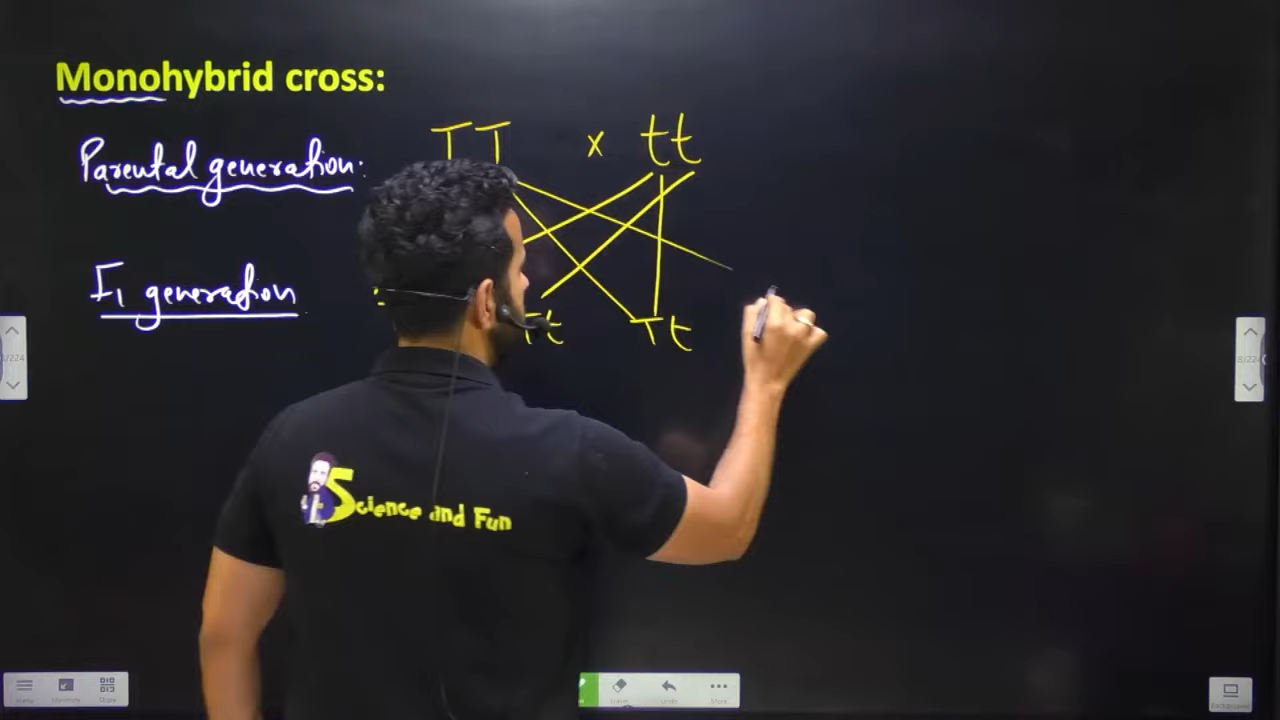 Monohybrid cross:
TT x tt
Parental generation:
F1 generation
Tt Tt
Science and Fun